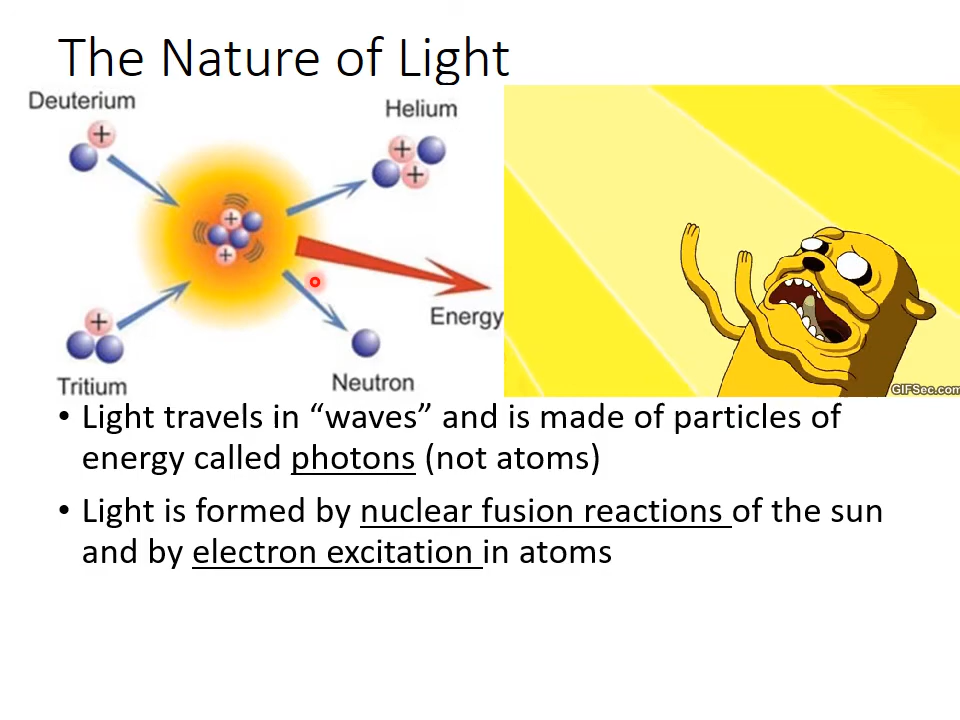 The Nature of Light
Deuterium
Helium
+
+
+
+
+
+
Energy
Tritium
Neutron
GIFSec.com
• Light travels in “waves” and is made of particles of
energy called photons (not atoms)
• Light is formed by nuclear fusion reactions of the sun
and by electron excitation in atoms